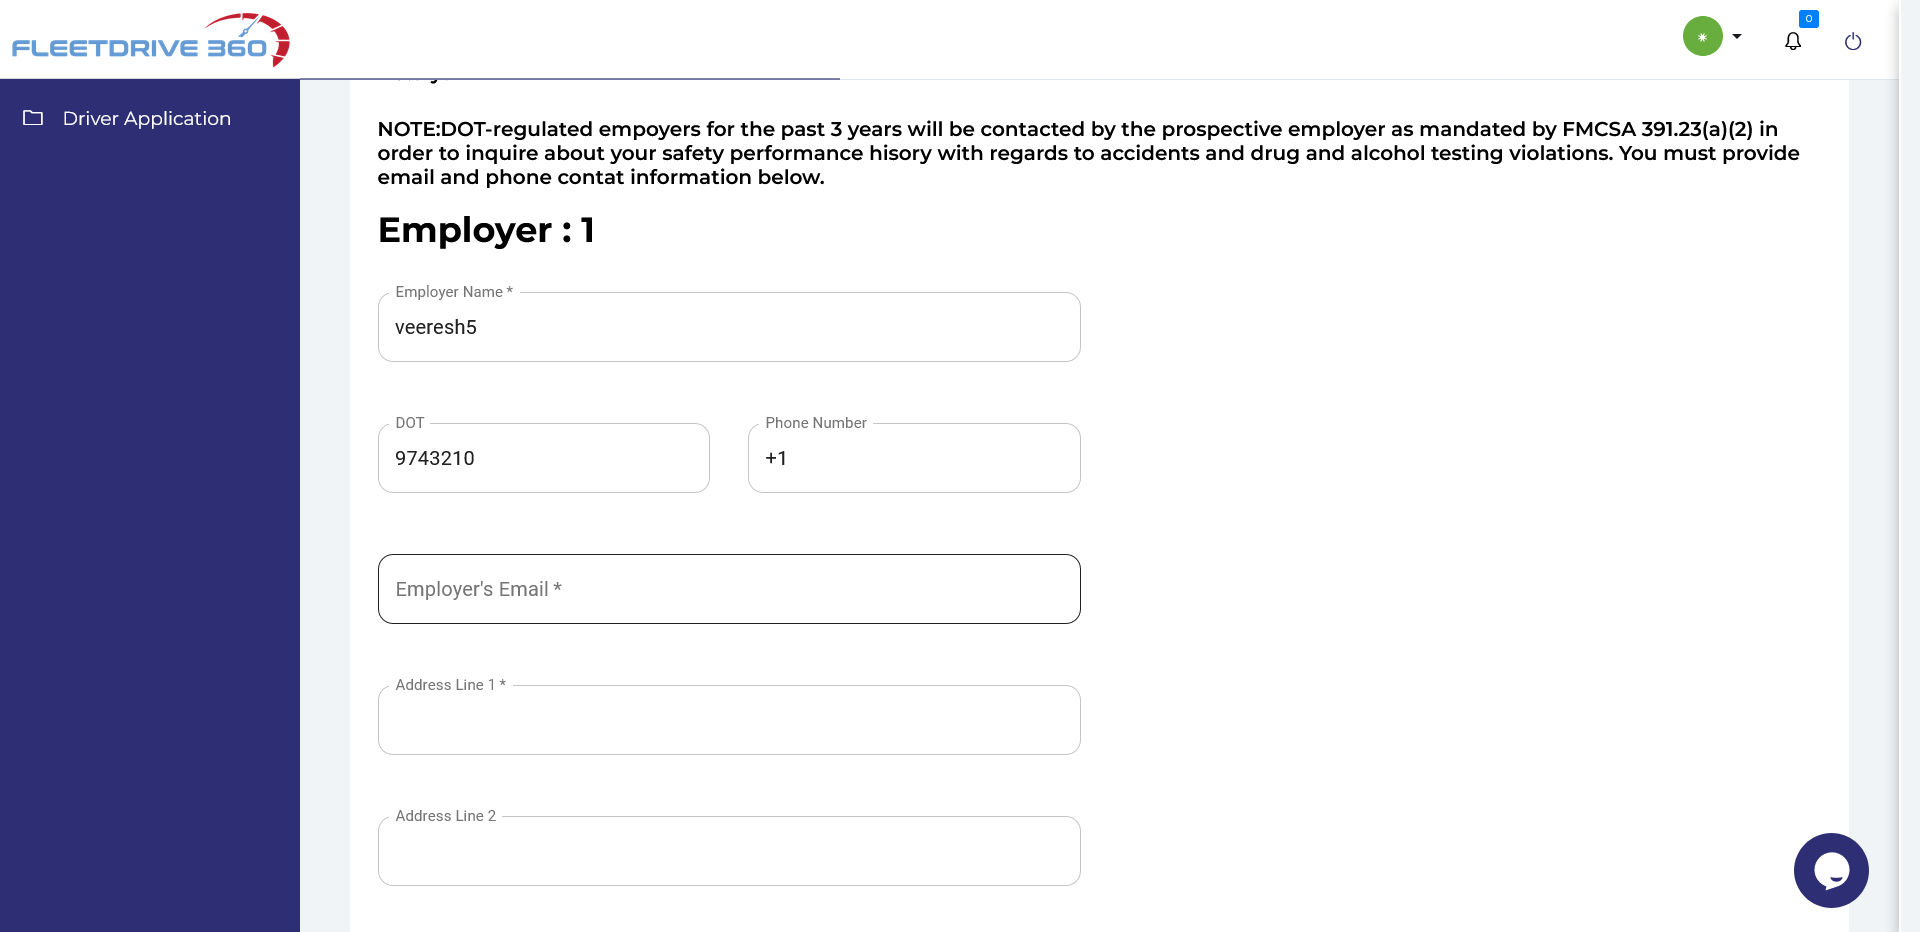 FLEETDRIVE 360
0
Driver Application
NOTE:DOT-regulated empoyers for the past 3 years will be contacted by the prospective employer as mandated by FMCSA 391.23(a)(2) in
order to inquire about your safety performance hisory with regards to accidents and drug and alcohol testing violations. You must provide
email and phone contat information below.
Employer : 1
Employer Name *
veeresh5
DOT
9743210
Phone Number
+1
Employer's Email *
Address Line 1 *
Address Line 2